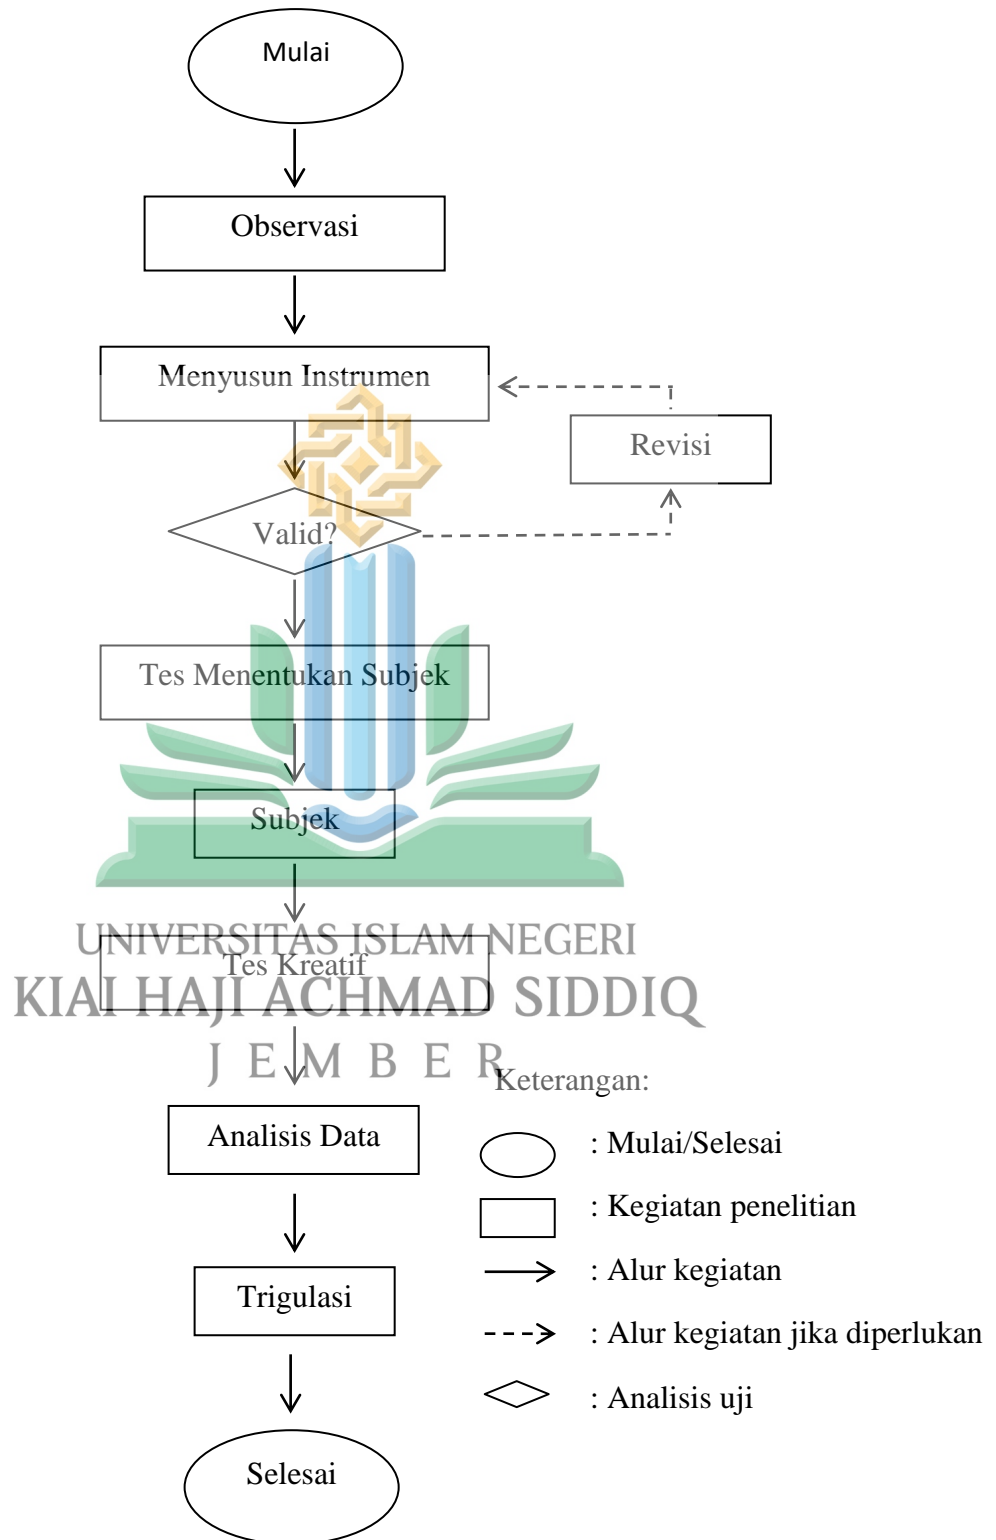 Mulai
Observasi
Menyusun Instrumen
Revisi
Valid?
Tes Menentukan Subjek
Subjek
UNIVERSITAS ISLAM NEGERI
Tes Kreatif
KIAI HAJI ACHMAD SIDDIQ
J E M B E R
Keterangan:
Analisis Data
: Mulai/Selesai
: Kegiatan penelitian
: Alur kegiatan
Trigulasi
: Alur kegiatan jika diperlukan
: Analisis uji
Selesai